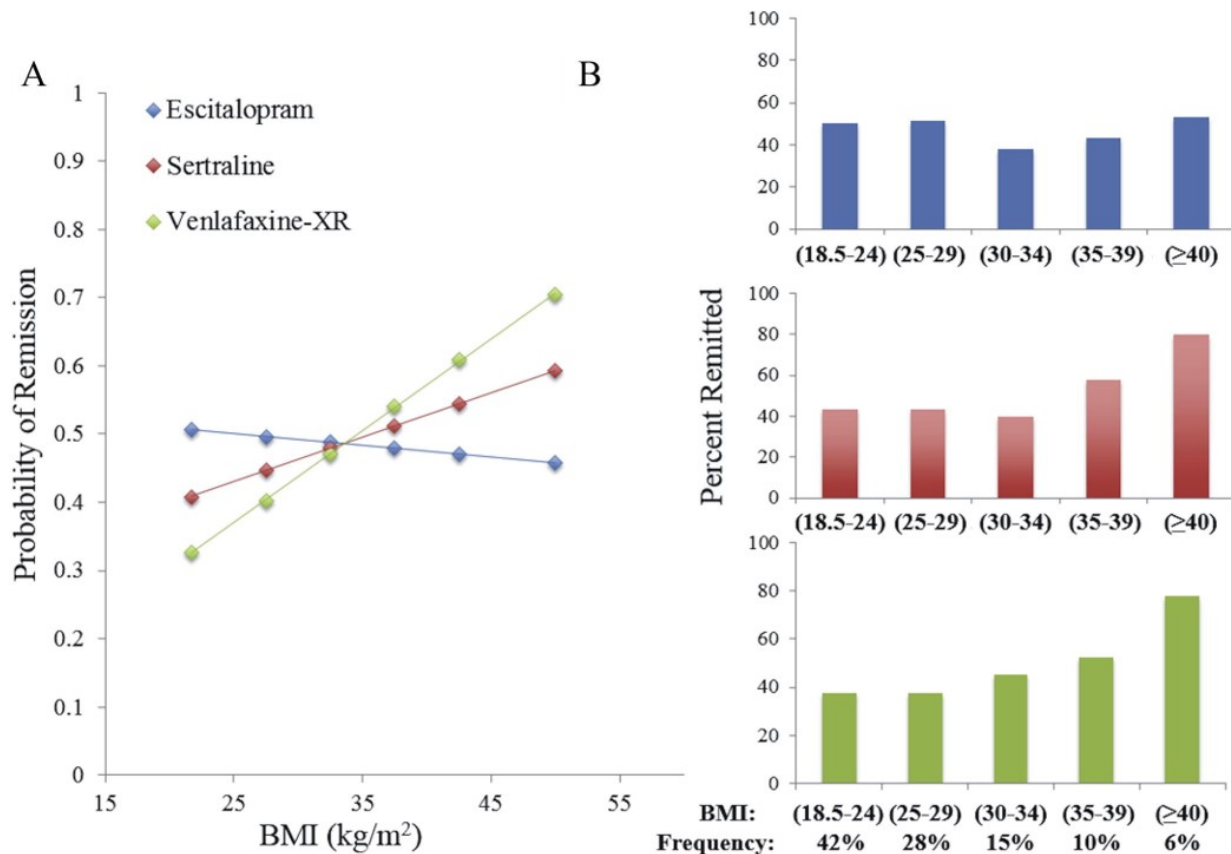 A
1
0.9
0.8
0.7
0.6
0.5
0.4
0.3
0.2
0.1
0
15 25 35 45 55
Probability of Remission
BMI (kg/m²)
Escitalopram
Sertraline
Venlafaxine-XR
B
Percent Remitted
100
80
60
40
20
0
(18.5-24) (25-29) (30-34) (35-39) (≥40)
100
80
60
40
20
0
(18.5-24) (25-29) (30-34) (35-39) (≥40)
100
80
60
40
20
0
BMI: (18.5-24) (25-29) (30-34) (35-39) (≥40)
Frequency: 42% 28% 15% 10% 6%